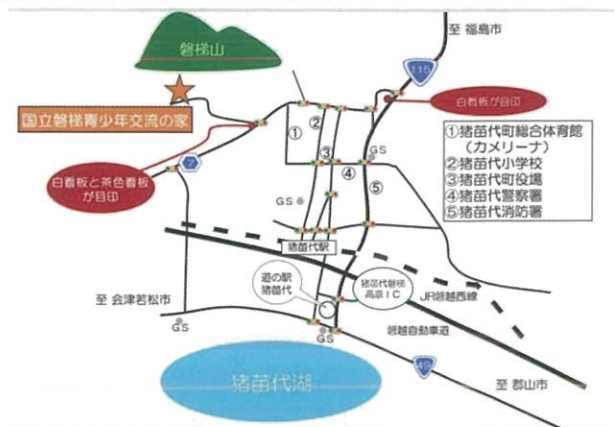 至 福島市
磐梯山
115
白看板が目印
国立磐梯青少年交流の家
①猪苗代町総合体育館
（カメリーナ）
②猪苗代小学校
③猪苗代町役場
④猪苗代警察署
⑤猪苗代消防署
①
②
③
④
⑤
GS
7
白看板と茶色看板
が目印
GS
猪苗代駅
道の駅
猪苗代
猪苗代磐梯
高原IC
JR磐越西線
至 会津若松市
GS
GS
磐越自動車道
49
猪苗代湖
至 郡山市